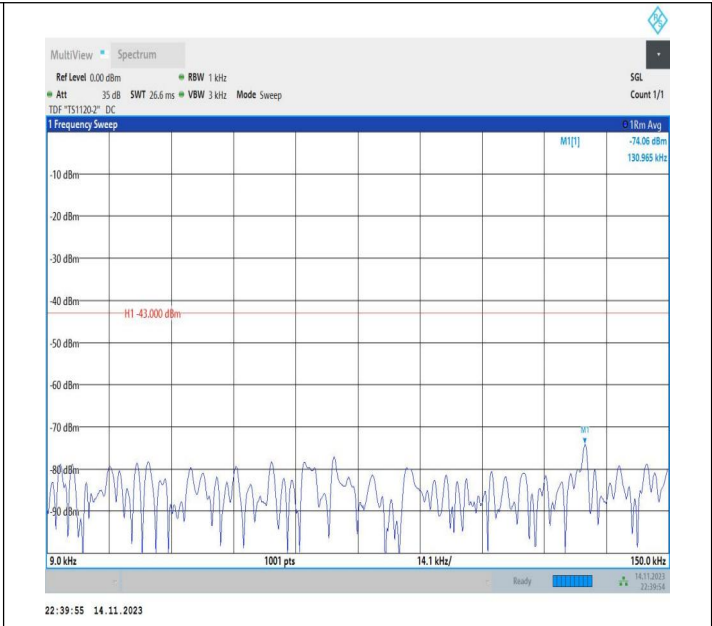 R S
MultiView Spectrum
Ref Level 0.00 dBm RBW 1 kHz SGL
Att 35 dB SWT 26.6 ms VBW 3 kHz Mode Sweep Count 1/1
TDF "TS1120-2" DC
1 Frequency Sweep 1Rm Avg
M1[1] -74.06 dBm
130.965 kHz
-10 dBm
-20 dBm
-30 dBm
-40 dBm
H1 -43.000 dBm
-50 dBm
-60 dBm
-70 dBm
M1
-80 dBm
-90 dBm
9.0 kHz 1001 pts 14.1 kHz/ 150.0 kHz
Ready 14.11.2023
22:39:54
22:39:55 14.11.2023